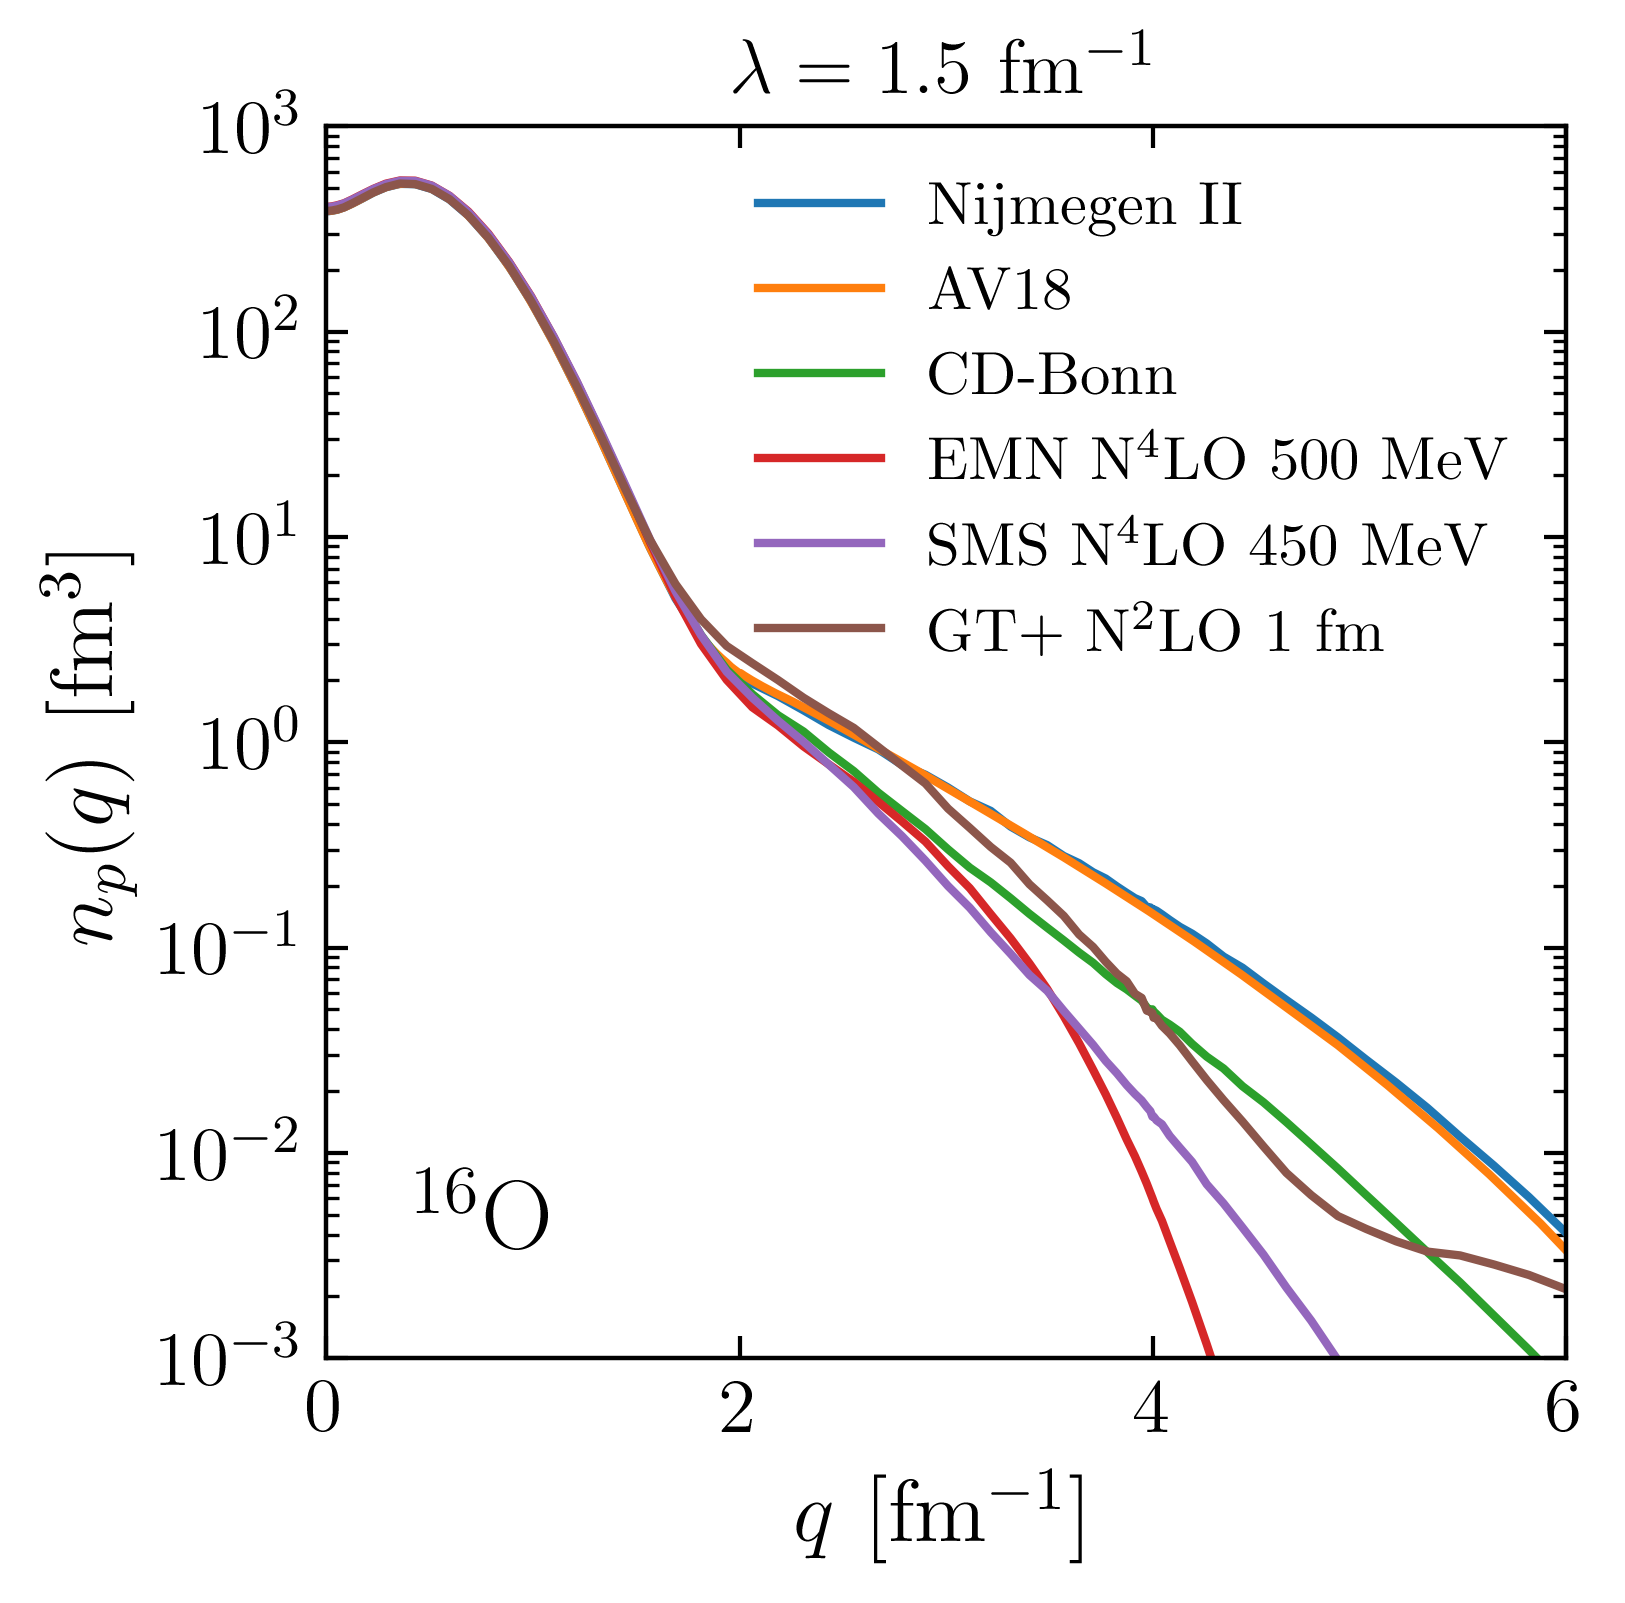 λ = 1.5 fm⁻¹
10³
10²
10¹
10⁰
10⁻¹
10⁻²
10⁻³
nₚ(q) [fm³]
Nijmegen II
AV18
CD-Bonn
EMN N⁴LO 500 MeV
SMS N⁴LO 450 MeV
GT+ N²LO 1 fm
¹⁶O
0 2 4 6
q [fm⁻¹]